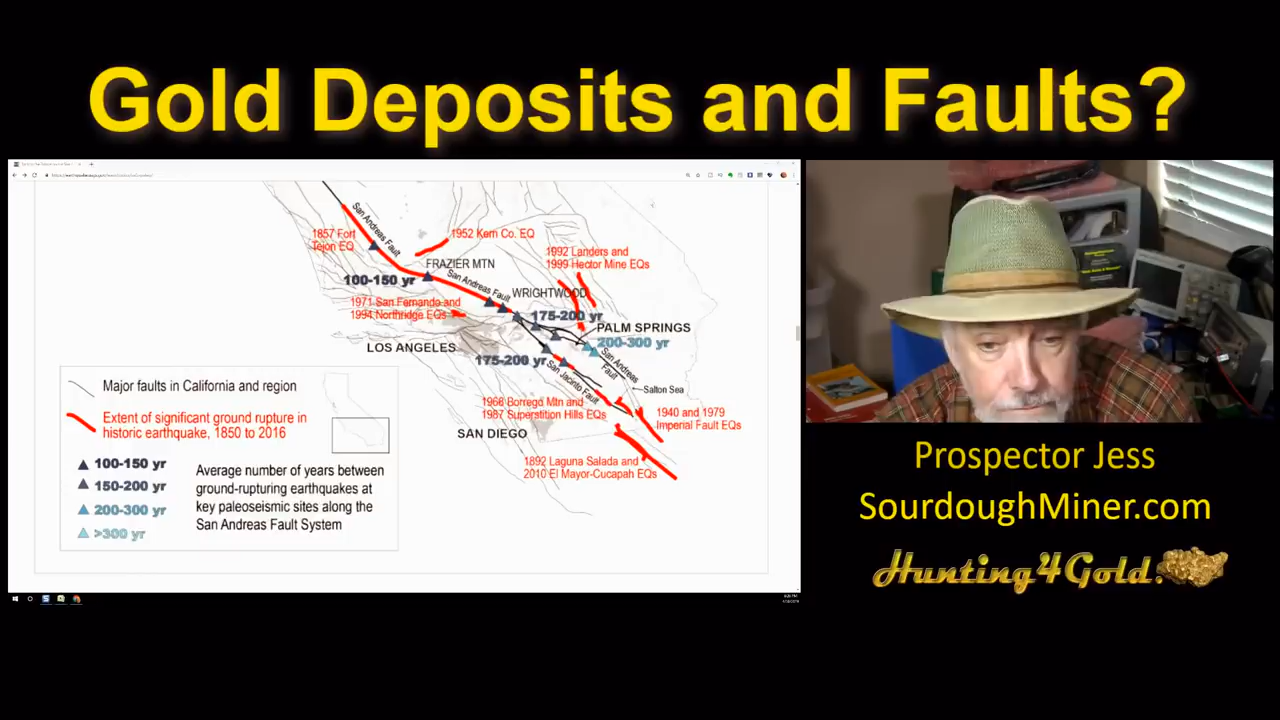 Gold Deposits and Faults?
San Andreas Fault
1857 Fort
Tejon EQ
1952 Kern Co. EQ
1992 Landers and
1999 Hector Mine EQs
FRAZIER MTN
100-150 yr
San Andreas Fault
WRIGHTWOOD
1971 San Fernando and
1994 Northridge EQs
175-200 yr
PALM SPRINGS
200-300 yr
LOS ANGELES
175-200 yr
San Andreas
Fault
San Jacinto Fault
Salton Sea
1968 Borrego Mtn and
1987 Superstition Hills EQs
1940 and 1979
Imperial Fault EQs
SAN DIEGO
1892 Laguna Salada and
2010 El Mayor-Cucapah EQs
Major faults in California and region
Extent of significant ground rupture in
historic earthquake, 1850 to 2016
100-150 yr
150-200 yr
200-300 yr
>300 yr
Average number of years between
ground-rupturing earthquakes at
key paleoseismic sites along the
San Andreas Fault System
Prospector Jess
SourdoughMiner.com
Hunting4Gold.